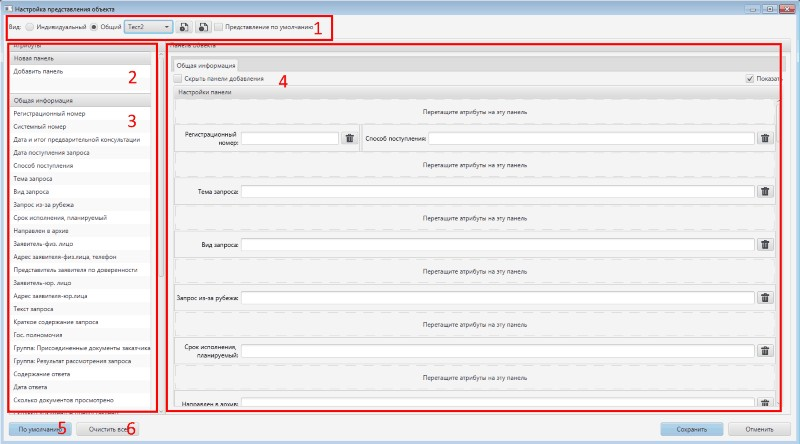 Настройка представления объекта
Вид: Индивидуальный Общий Тест2 Представление по умолчанию 1
Атрибуты
Новая панель
Добавить панель 2
Общая информация
3
Регистрационный номер
Системный номер
Дата и итог предварительной консультации
Дата поступления запроса
Способ поступления
Тема запроса
Вид запроса
Запрос из-за рубежа
Срок исполнения, планируемый
Направлен в архив
Заявитель-физ. лицо
Адрес заявителя-физ.лица, телефон
Представитель заявителя по доверенности
Заявитель-юр. лицо
Адрес заявителя-юр.лица
Текст запроса
Краткое содержание запроса
Гос. полномочия
Группа: Присоединенные документы заказчика
Группа: Результат рассмотрения запроса
Содержание ответа
Дата ответа
Сколько документов просмотрено
Панель объекта
Общая информация
Скрыть панели добавления 4 Показать
Настройки панели
Перетащите атрибуты на эту панель
Регистрационный номер: Способ поступления:
Перетащите атрибуты на эту панель
Тема запроса:
Перетащите атрибуты на эту панель
Вид запроса:
Перетащите атрибуты на эту панель
Запрос из-за рубежа:
Перетащите атрибуты на эту панель
Срок исполнения, планируемый:
Перетащите атрибуты на эту панель
Направлен в архив:
По умолчанию 5 Очистить все 6 Сохранить Отменить